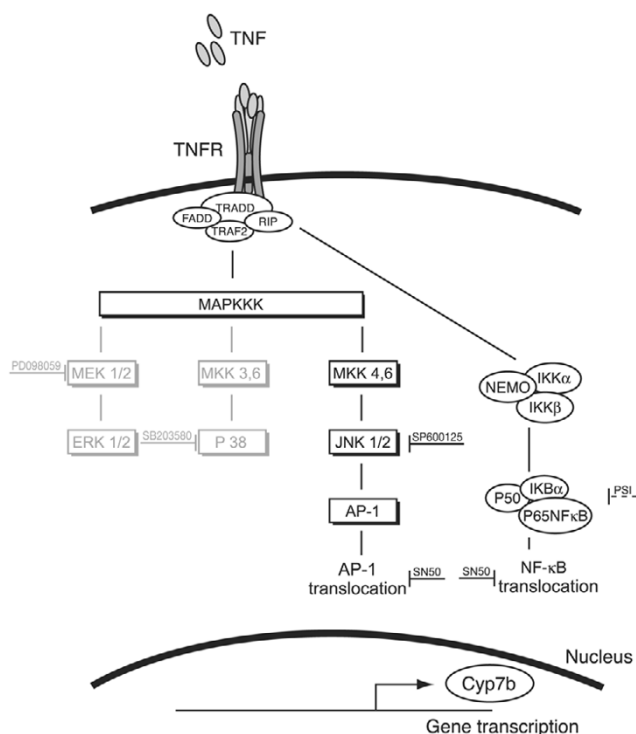 TNF
TNFR
TRADD
FADD
RIP
TRAF2
MAPKKK
PD098059
MEK 1/2
MKK 3,6
MKK 4,6
NEMO
IKKα
IKKβ
ERK 1/2
SB203580
P 38
JNK 1/2
SP600125
P50
IKBα
P65NFκB
PSI
AP-1
AP-1
translocation
SN50
SN50
NF-κB
translocation
Nucleus
Cyp7b
Gene transcription